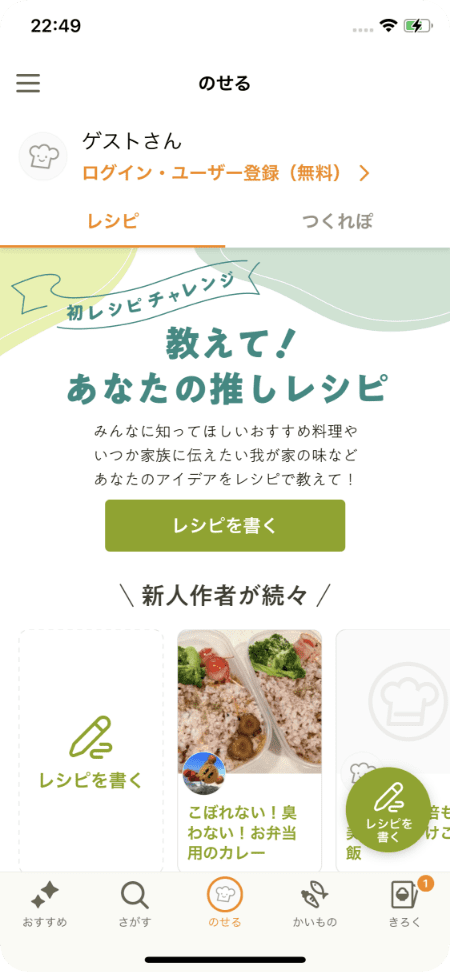 22:49
のせる
ゲストさん
ログイン・ユーザー登録（無料）
レシピ
つくれぽ
初レシピチャレンジ
教えて！
あなたの推しレシピ
みんなに知ってほしいおすすめ料理や
いつか家族に伝えたい我が家の味など
あなたのアイデアをレシピで教えて！
レシピを書く
新人作者が続々
レシピを書く
こぼれない！臭
わない！お弁当
用のカレー
倍も
けこ
飯
レシピを
書く
1
おすすめ
さがす
のせる
かいもの
きろく